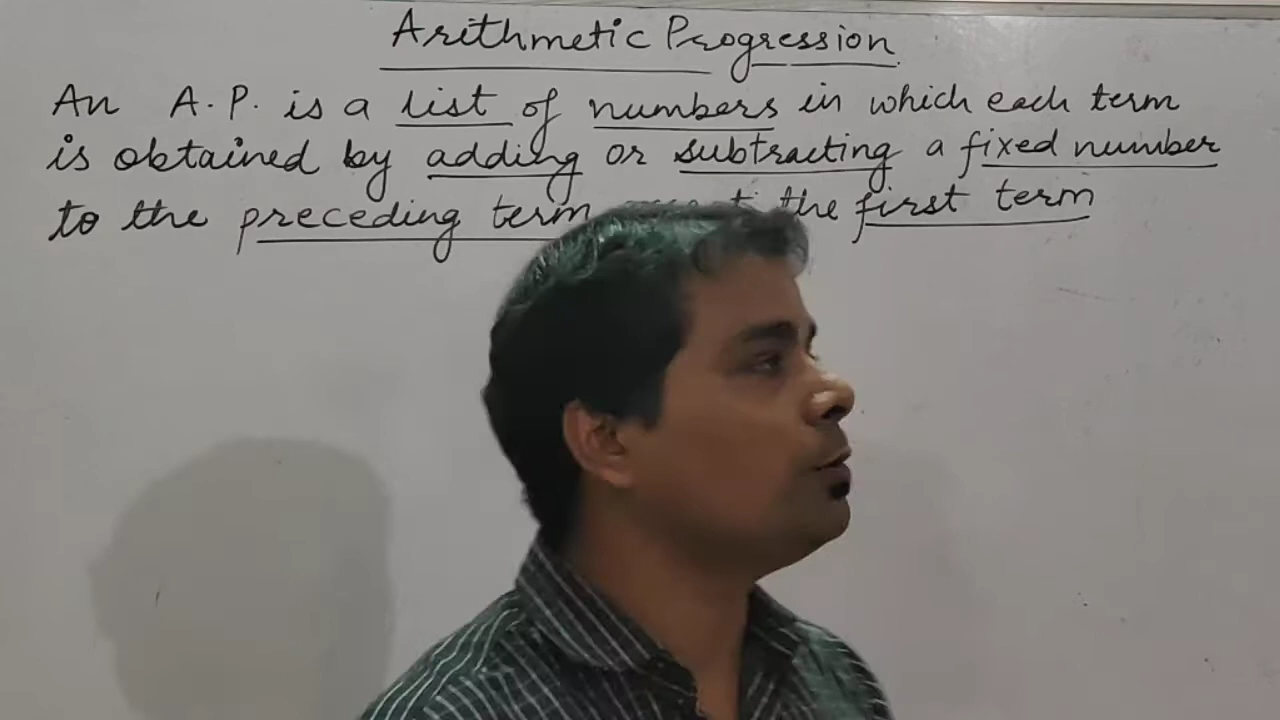 Arithmetic Progression
An A.P. is a list of numbers in which each term
is obtained by adding or subtracting a fixed number
to the preceding term the first term